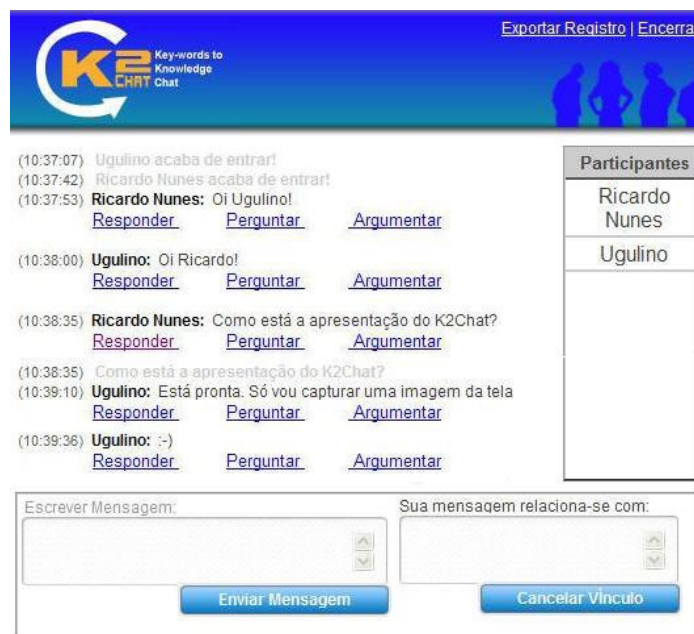 Exportar Registro | Encerra
K2 CHAT
Key-words to
Knowledge
Chat
(10:37:07) Ugulino acaba de entrar!
(10:37:42) Ricardo Nunes acaba de entrar!
(10:37:53) Ricardo Nunes: Oi Ugulino!
Responder Perguntar Argumentar
(10:38:00) Ugulino: Oi Ricardo!
Responder Perguntar Argumentar
(10:38:35) Ricardo Nunes: Como está a apresentação do K2Chat?
Responder Perguntar Argumentar
(10:38:35) Como está a apresentação do K2Chat?
(10:39:10) Ugulino: Está pronta. Só vou capturar uma imagem da tela
Responder Perguntar Argumentar
(10:39:36) Ugulino: :-)
Responder Perguntar Argumentar
Participantes
Ricardo
Nunes
Ugulino
Escrever Mensagem:
Enviar Mensagem
Sua mensagem relaciona-se com:
Cancelar VÍnculo